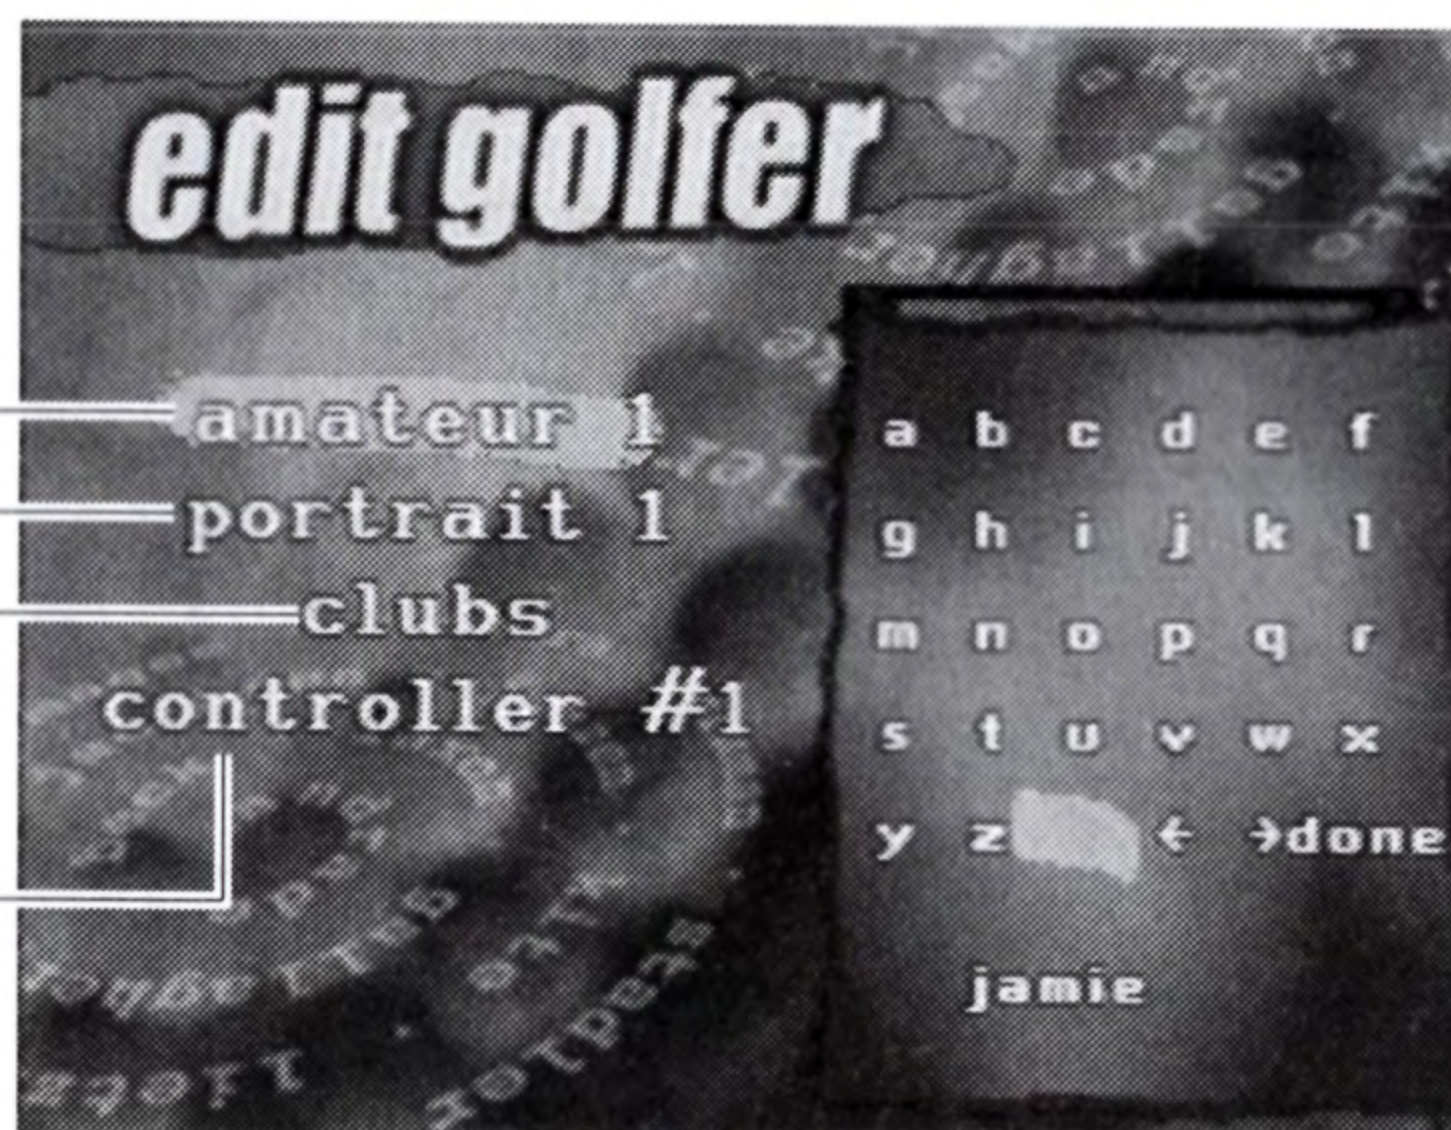 edit golfer
amateur 1
portrait 1
clubs
controller #1
a b c d e f
g h i j k l
m n o p q r
s t u v w x
y z ← →done
jamie